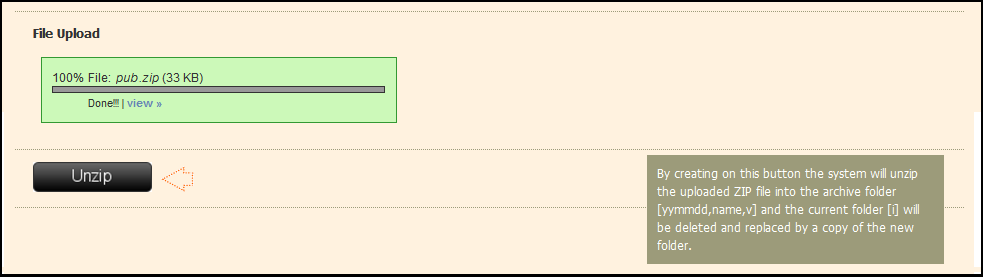 File Upload
100% File: pub.zip (33 KB)
Done!!! | view »
Unzip
By creating on this button the system will unzip
the uploaded ZIP file into the archive folder
[yymmdd,name,v] and the current folder [i] will
be deleted and replaced by a copy of the new
folder.